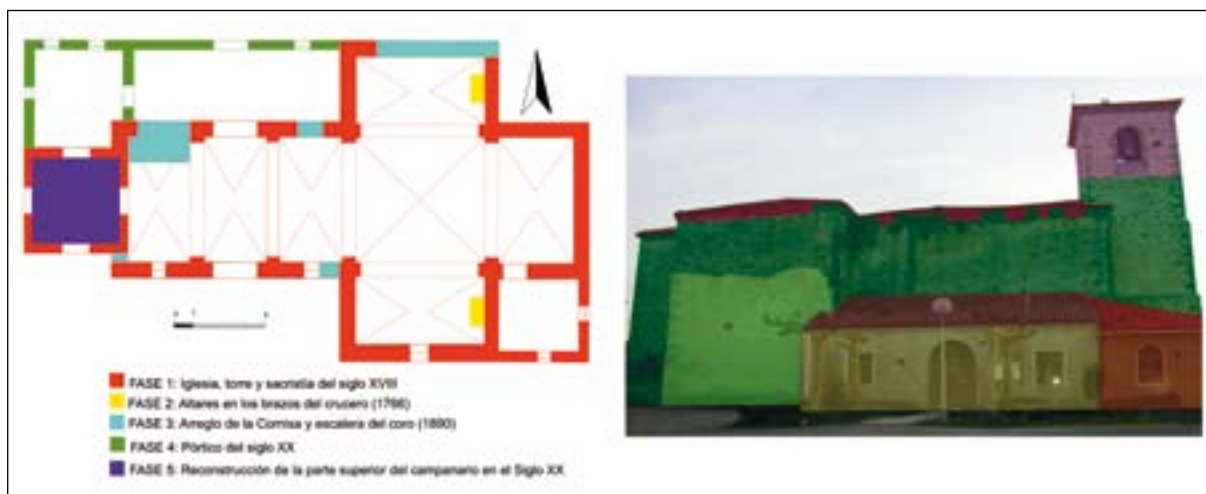 FASE 1: Iglesia, torre y sacristía del siglo XVIII
FASE 2: Altares en los brazos del crucero (1766)
FASE 3: Arreglo de la Cornisa y escalera del coro (1890)
FASE 4: Pórtico del siglo XX
FASE 5: Reconstrucción de la parte superior del campanario en el Siglo XX